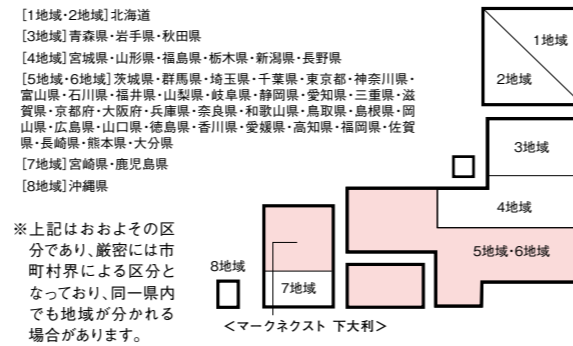 [1地域・2地域]北海道
[3地域]青森県・岩手県・秋田県
[4地域]宮城県・山形県・福島県・栃木県・新潟県・長野県
[5地域・6地域]茨城県・群馬県・埼玉県・千葉県・東京都・神奈川県・
富山県・石川県・福井県・山梨県・岐阜県・静岡県・愛知県・三重県・滋
賀県・京都府・大阪府・兵庫県・奈良県・和歌山県・鳥取県・島根県・岡
山県・広島県・山口県・徳島県・香川県・愛媛県・高知県・福岡県・佐賀
県・長崎県・熊本県・大分県
[7地域]宮崎県・鹿児島県
[8地域]沖縄県
※上記はおおよその区
分であり、厳密には市
町村界による区分と
なっており、同一県内
でも地域が分かれる
場合があります。
1地域
2地域
3地域
4地域
5地域・6地域
8地域
7地域
＜マークネクスト 下大利＞